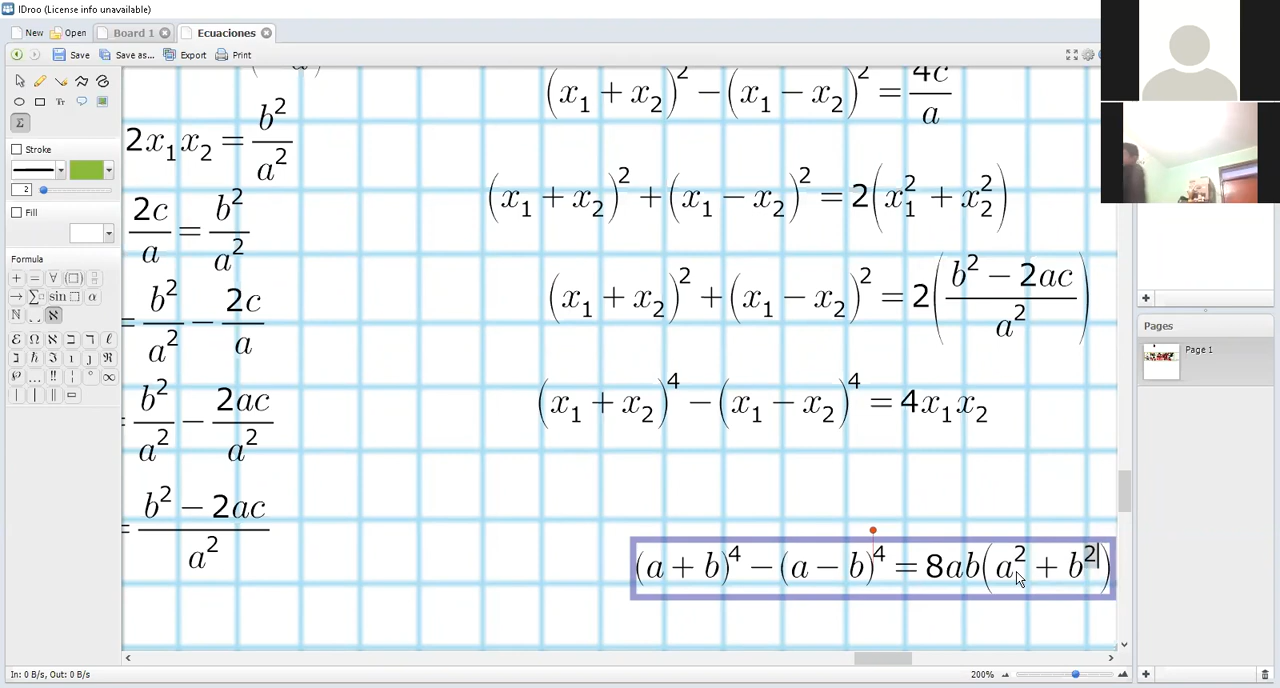 IDroo (License info unavailable)
New Open Board 1 Ecuaciones
Save Save as... Export Print
Tr
Σ
Stroke
2
Fill
Formula
+ = ∀ (□)
→ Σ□ sin □ α
ℕ ℵ
ℇ Ω ℵ ℶ ℸ ℓ
ℷ ℏ ℑ ı ȷ ℜ
℘ … !! ¦ ° ∞
2x₁x₂ = b²/a²
2c/a = b²/a²
= b²/a² − 2c/a
= b²/a² − 2ac/a²
= (b² − 2ac)/a²
(x₁ + x₂)² − (x₁ − x₂)² = 4c/a
(x₁ + x₂)² + (x₁ − x₂)² = 2(x₁² + x₂²)
(x₁ + x₂)² + (x₁ − x₂)² = 2((b² − 2ac)/a²)
(x₁ + x₂)⁴ − (x₁ − x₂)⁴ = 4x₁x₂
(a + b)⁴ − (a − b)⁴ = 8ab(a² + b²)
Pages
Page 1
In: 0 B/s, Out: 0 B/s
200%